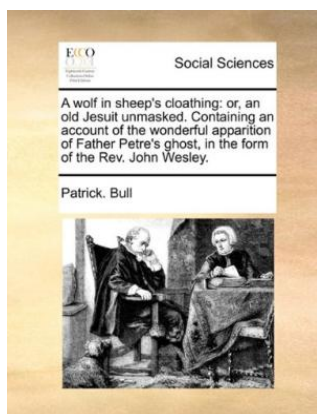 ECCO
Social Sciences
A wolf in sheep's cloathing: or, an
old Jesuit unmasked. Containing an
account of the wonderful apparition
of Father Petre's ghost, in the form
of the Rev. John Wesley.
Patrick. Bull